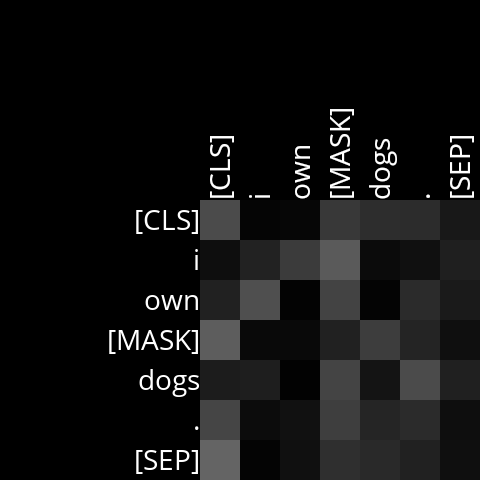 [CLS] i own [MASK] dogs . [SEP]
[CLS]
i
own
[MASK]
dogs
.
[SEP]